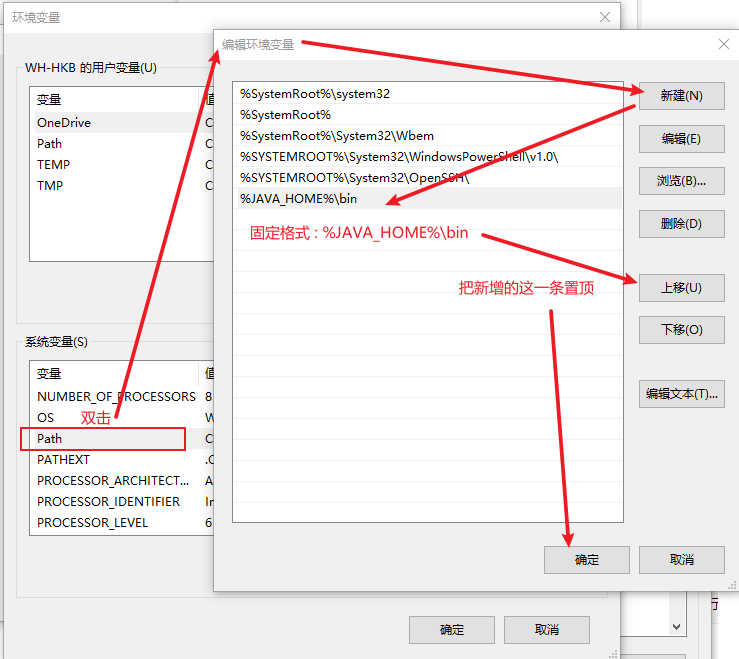 环境变量
WH-HKB 的用户变量(U)
变量
值
OneDrive
C
Path
C
TEMP
C
TMP
C
系统变量(S)
变量
值
NUMBER_OF_PROCESSORS
8
OS
W
双击
Path
C
PATHEXT
.C
PROCESSOR_ARCHITECT...
A
PROCESSOR_IDENTIFIER
In
PROCESSOR_LEVEL
6
确定
取消
编辑环境变量
%SystemRoot%\system32
%SystemRoot%
%SystemRoot%\System32\Wbem
%SYSTEMROOT%\System32\WindowsPowerShell\v1.0\
%SYSTEMROOT%\System32\OpenSSH\
%JAVA_HOME%\bin
固定格式 : %JAVA_HOME%\bin
把新增的这一条置顶
新建(N)
编辑(E)
浏览(B)...
删除(D)
上移(U)
下移(O)
编辑文本(T)...
确定
取消
行